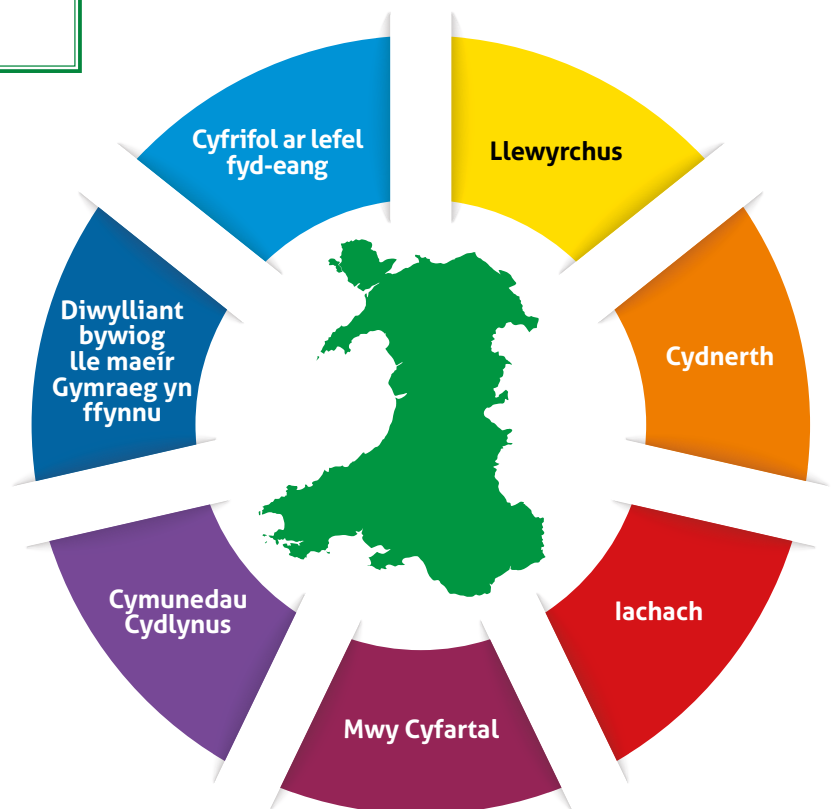 Cyfrifol ar lefel
fyd-eang
Llewyrchus
Cydnerth
Iachach
Mwy Cyfartal
Cymunedau
Cydlynus
Diwylliant
bywiog
lle maeír
Gymraeg yn
ffynnu